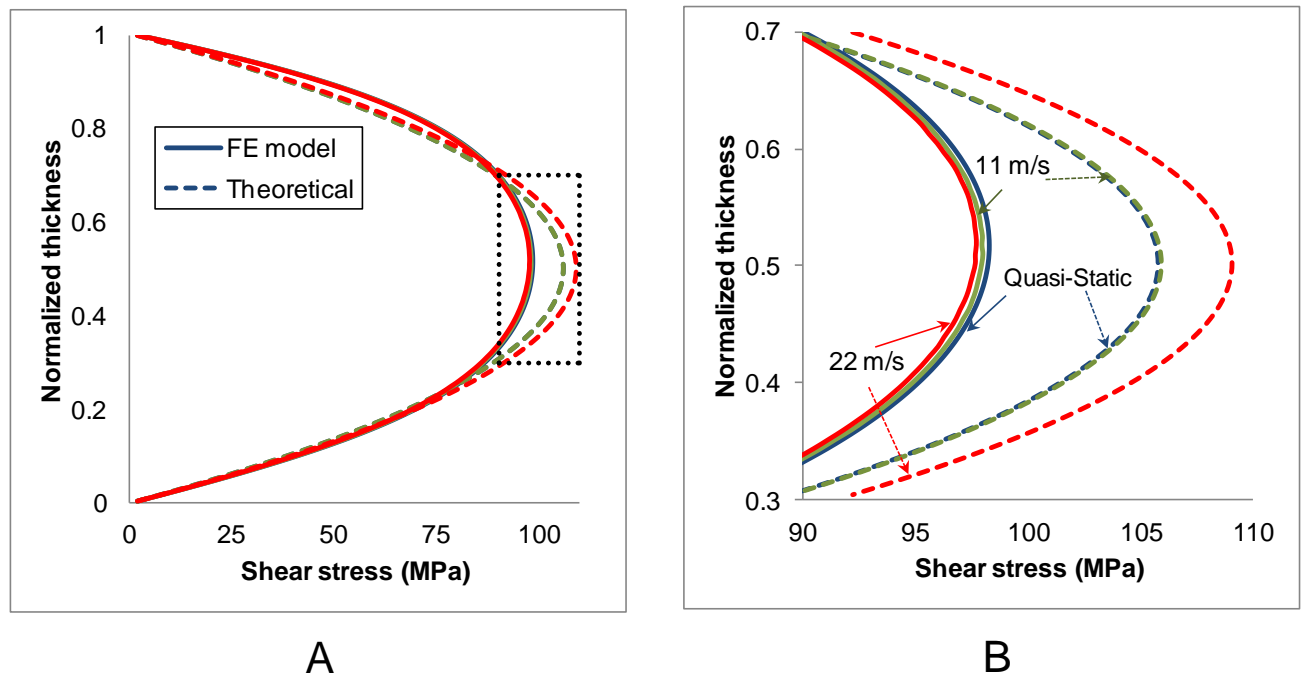 1
0.8
0.6
0.4
0.2
0
Normalized thickness
FE model
Theoretical
0
25
50
75
100
Shear stress (MPa)
A
0.7
0.6
0.5
0.4
0.3
Normalized thickness
11 m/s
Quasi-Static
22 m/s
90
95
100
105
110
Shear stress (MPa)
B